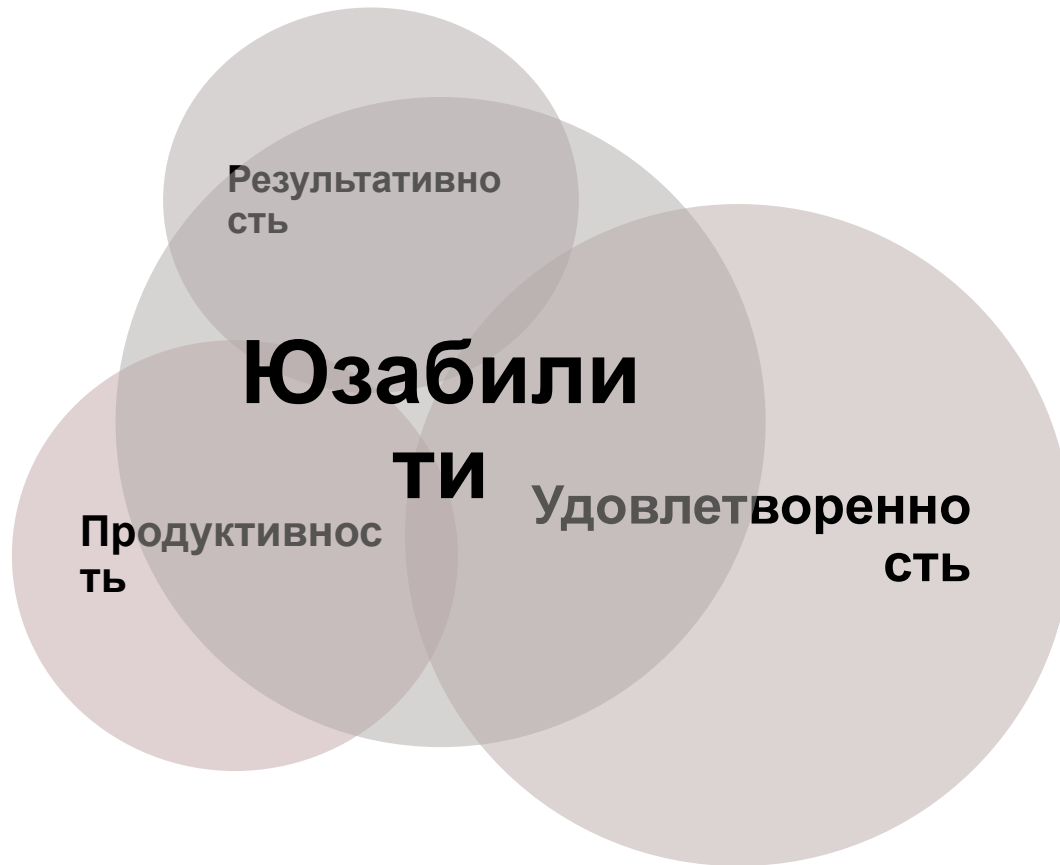 Результативно
сть
Юзабили
ти
Удовлетворенно
сть
Продуктивнос
ть